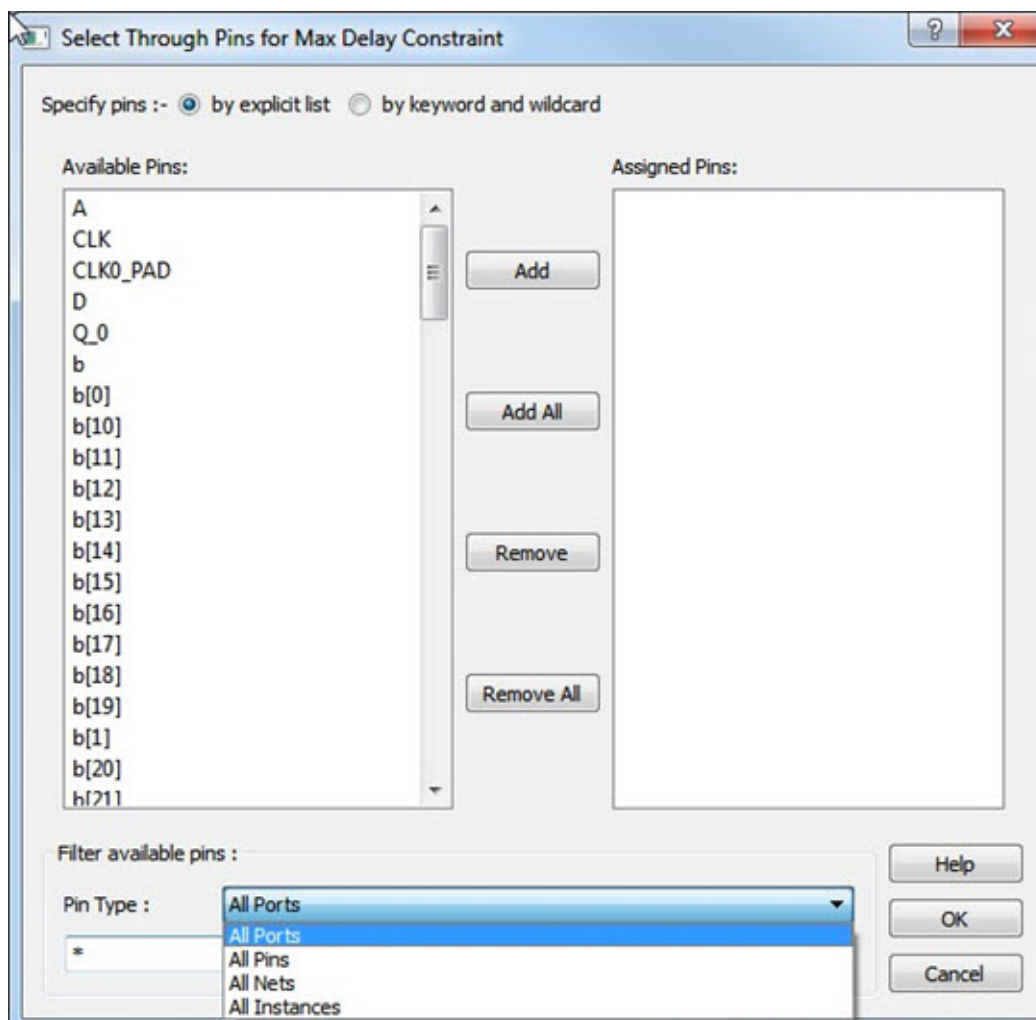 Select Through Pins for Max Delay Constraint
Specify pins :- by explicit list by keyword and wildcard
Available Pins:
Assigned Pins:
A
CLK
CLK0_PAD
D
Q_0
b
b[0]
b[10]
b[11]
b[12]
b[13]
b[14]
b[15]
b[16]
b[17]
b[18]
b[19]
b[1]
b[20]
b[21]
Add
Add All
Remove
Remove All
Filter available pins :
Pin Type :
All Ports
*
All Ports
All Pins
All Nets
All Instances
Help
OK
Cancel